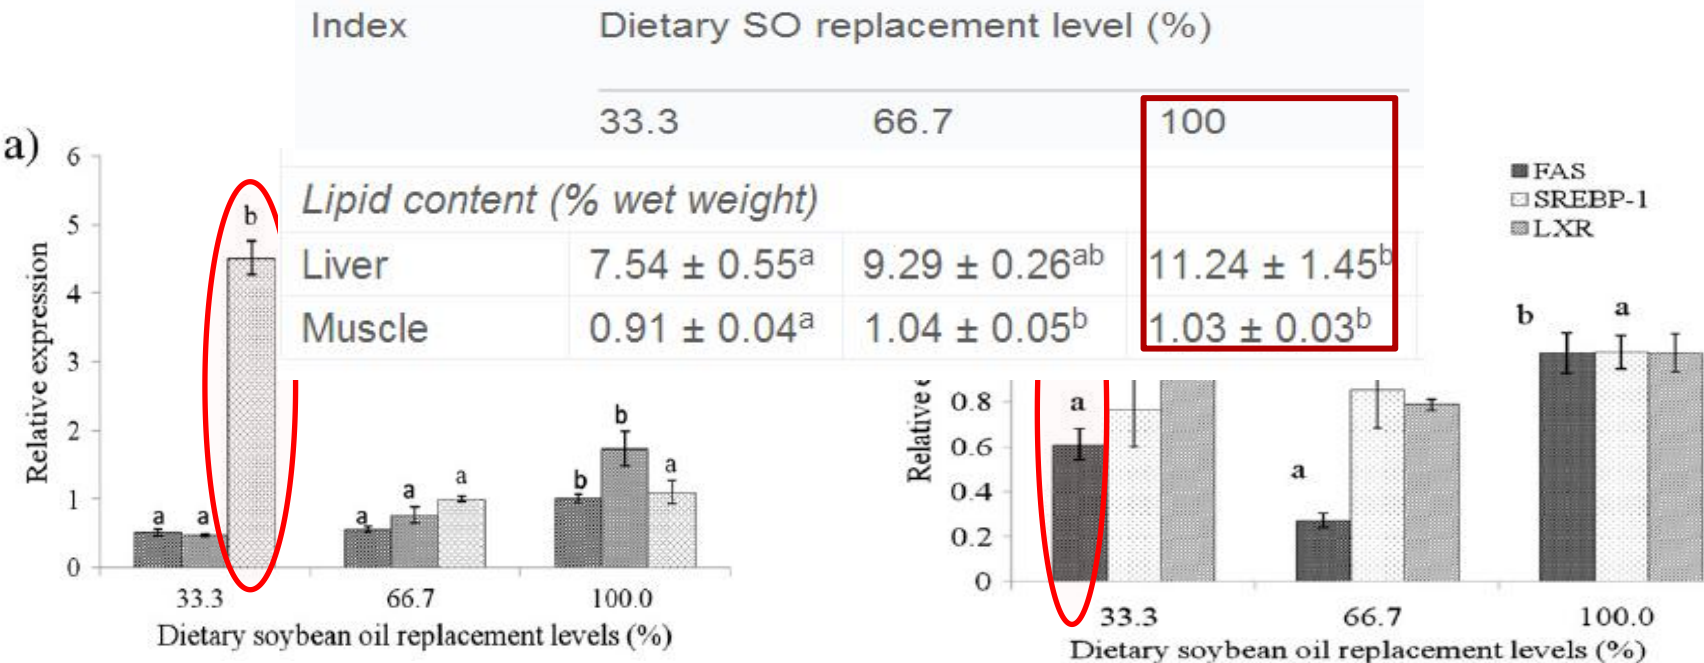 Index Dietary SO replacement level (%)
33.3 66.7 100
Lipid content (% wet weight)
Liver 7.54 ± 0.55a 9.29 ± 0.26ab 11.24 ± 1.45b
Muscle 0.91 ± 0.04a 1.04 ± 0.05b 1.03 ± 0.03b
a)
6
5
4
3
2
1
0
Relative expression
b
a a
a a a
b b a
33.3 66.7 100.0
Dietary soybean oil replacement levels (%)
FAS
SREBP-1
LXR
Relative
0.8
0.6
0.4
0.2
0
a
a
b a
33.3 66.7 100.0
Dietary soybean oil replacement levels (%)